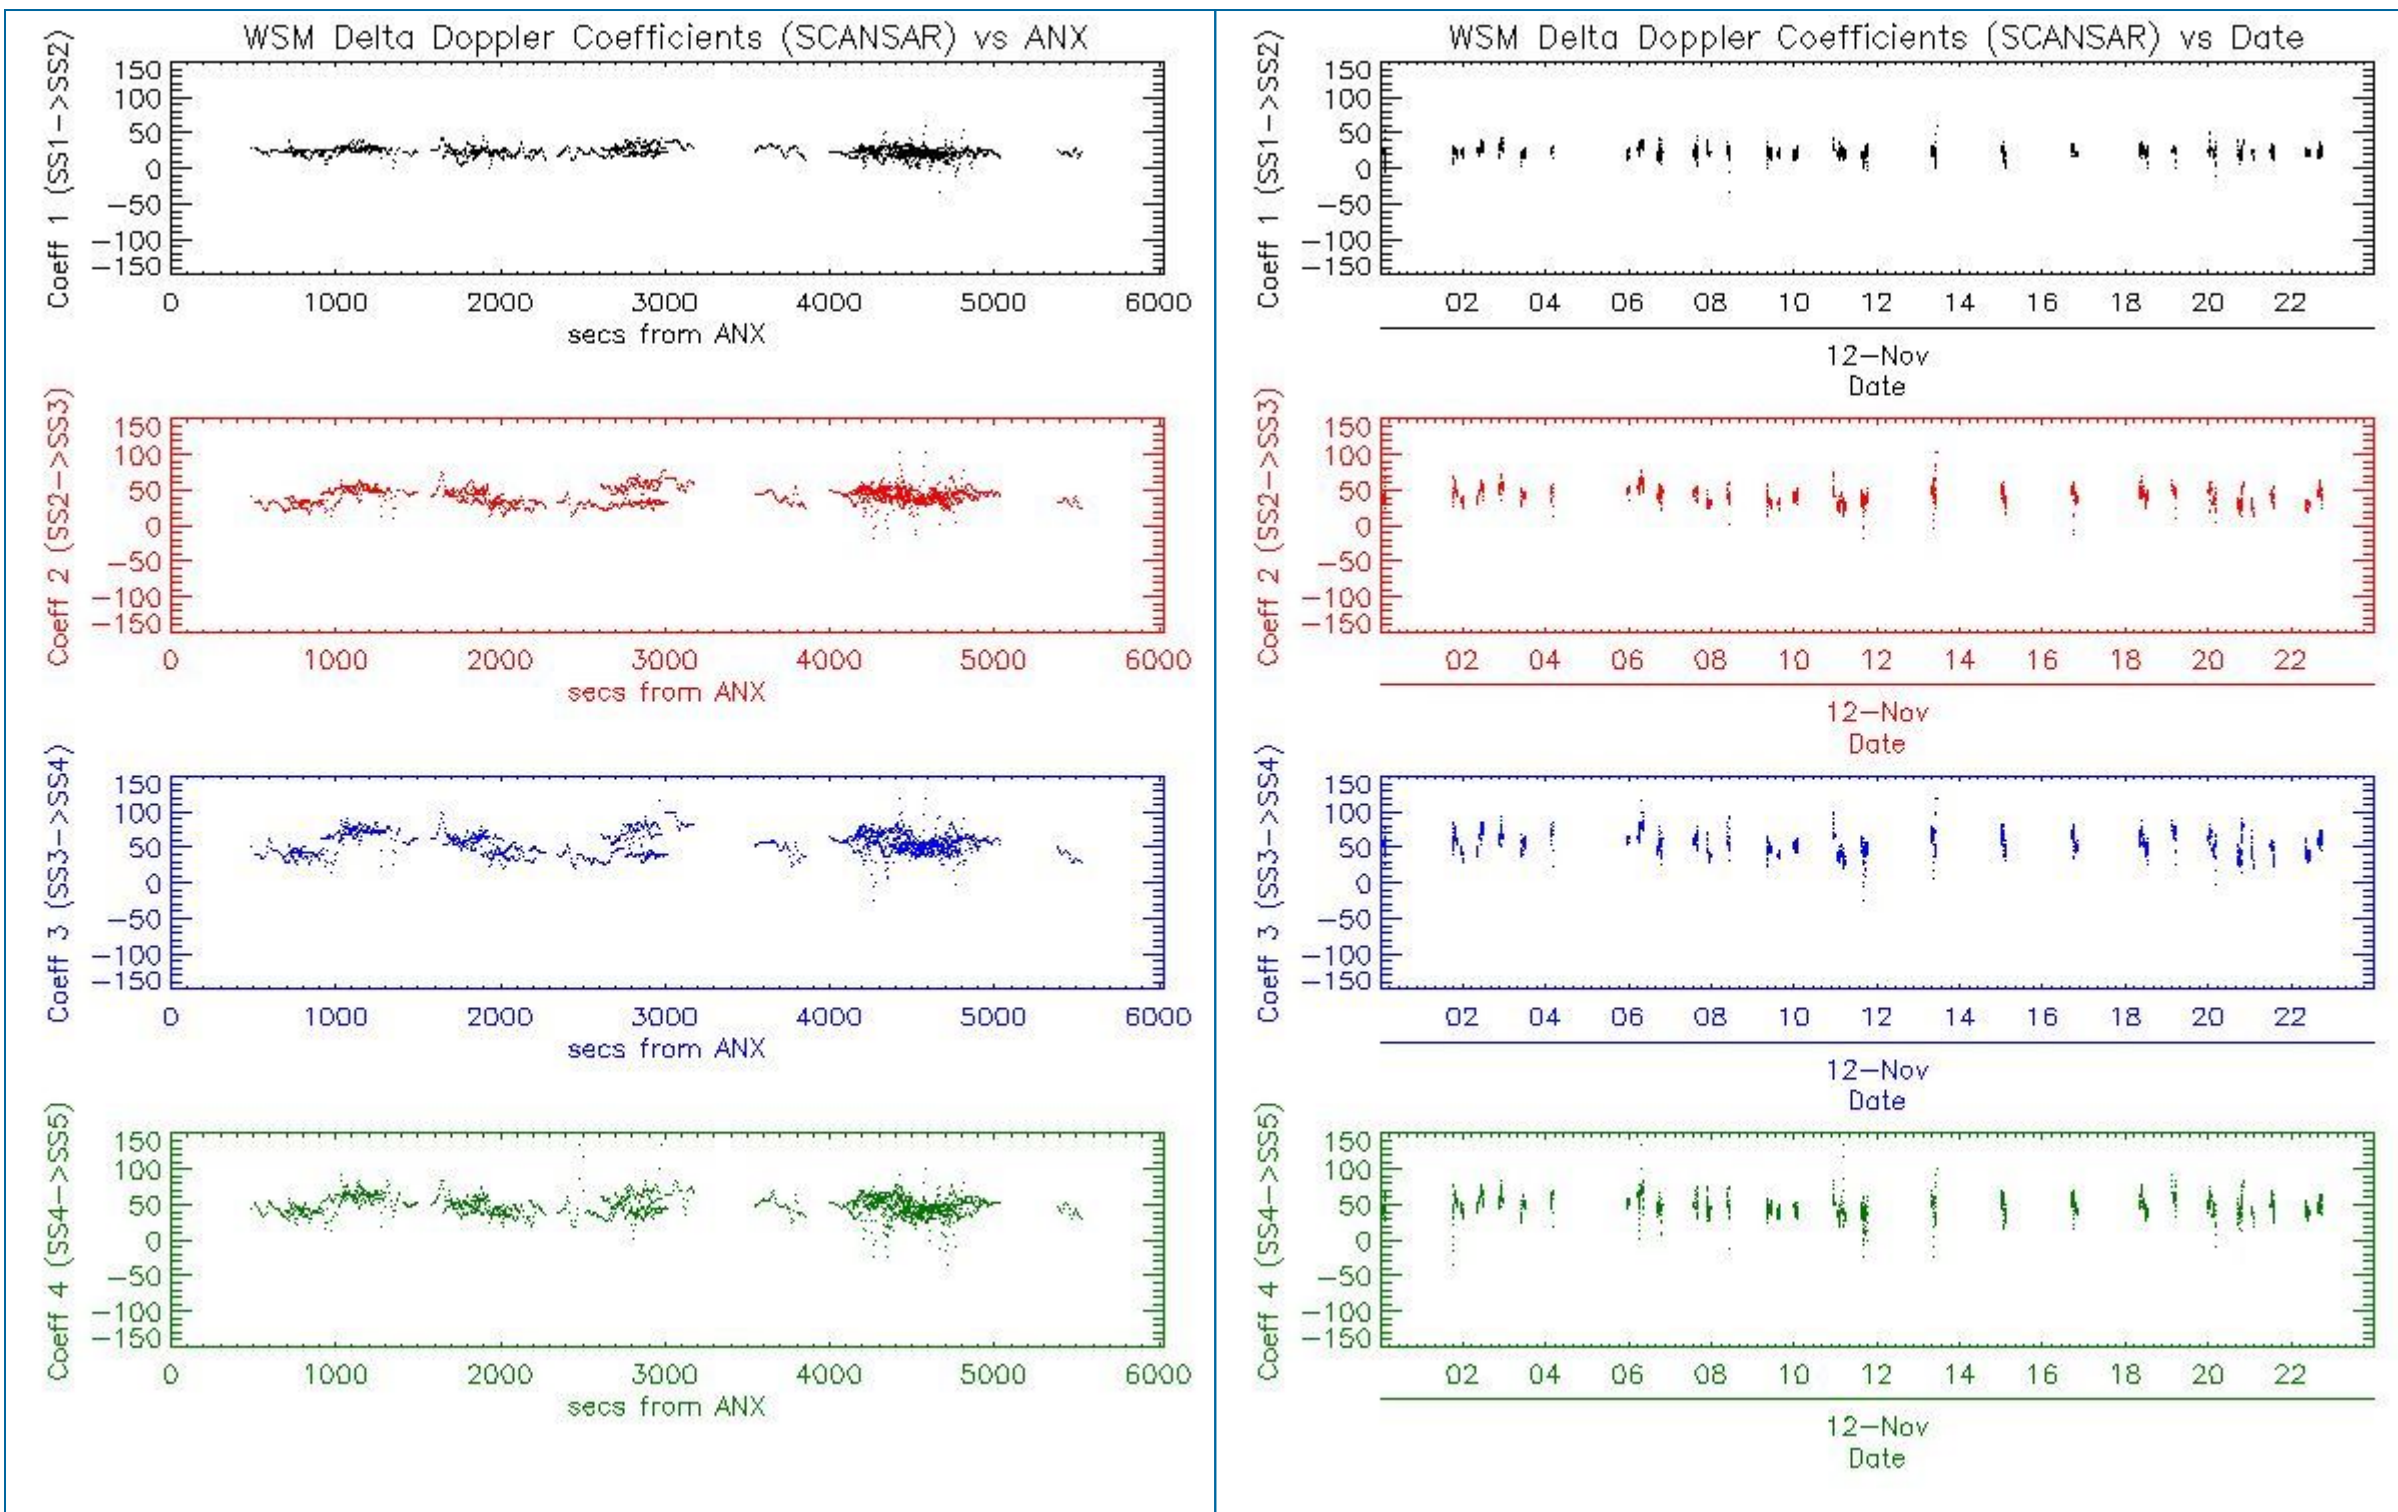 WSM Delta Doppler Coefficients (SCANSAR) vs ANX
Coeff 1 (SS1->SS2)
150
100
50
0
-50
-100
-150
0 1000 2000 3000 4000 5000 6000
secs from ANX
Coeff 2 (SS2->SS3)
150
100
50
0
-50
-100
-150
0 1000 2000 3000 4000 5000 6000
secs from ANX
Coeff 3 (SS3->SS4)
150
100
50
0
-50
-100
-150
0 1000 2000 3000 4000 5000 6000
secs from ANX
Coeff 4 (SS4->SS5)
150
100
50
0
-50
-100
-150
0 1000 2000 3000 4000 5000 6000
secs from ANX
WSM Delta Doppler Coefficients (SCANSAR) vs Date
Coeff 1 (SS1->SS2)
150
100
50
0
-50
-100
-150
02 04 06 08 10 12 14 16 18 20 22
12-Nov
Date
Coeff 2 (SS2->SS3)
150
100
50
0
-50
-100
-150
02 04 06 08 10 12 14 16 18 20 22
12-Nov
Date
Coeff 3 (SS3->SS4)
150
100
50
0
-50
-100
-150
02 04 06 08 10 12 14 16 18 20 22
12-Nov
Date
Coeff 4 (SS4->SS5)
150
100
50
0
-50
-100
-150
02 04 06 08 10 12 14 16 18 20 22
12-Nov
Date